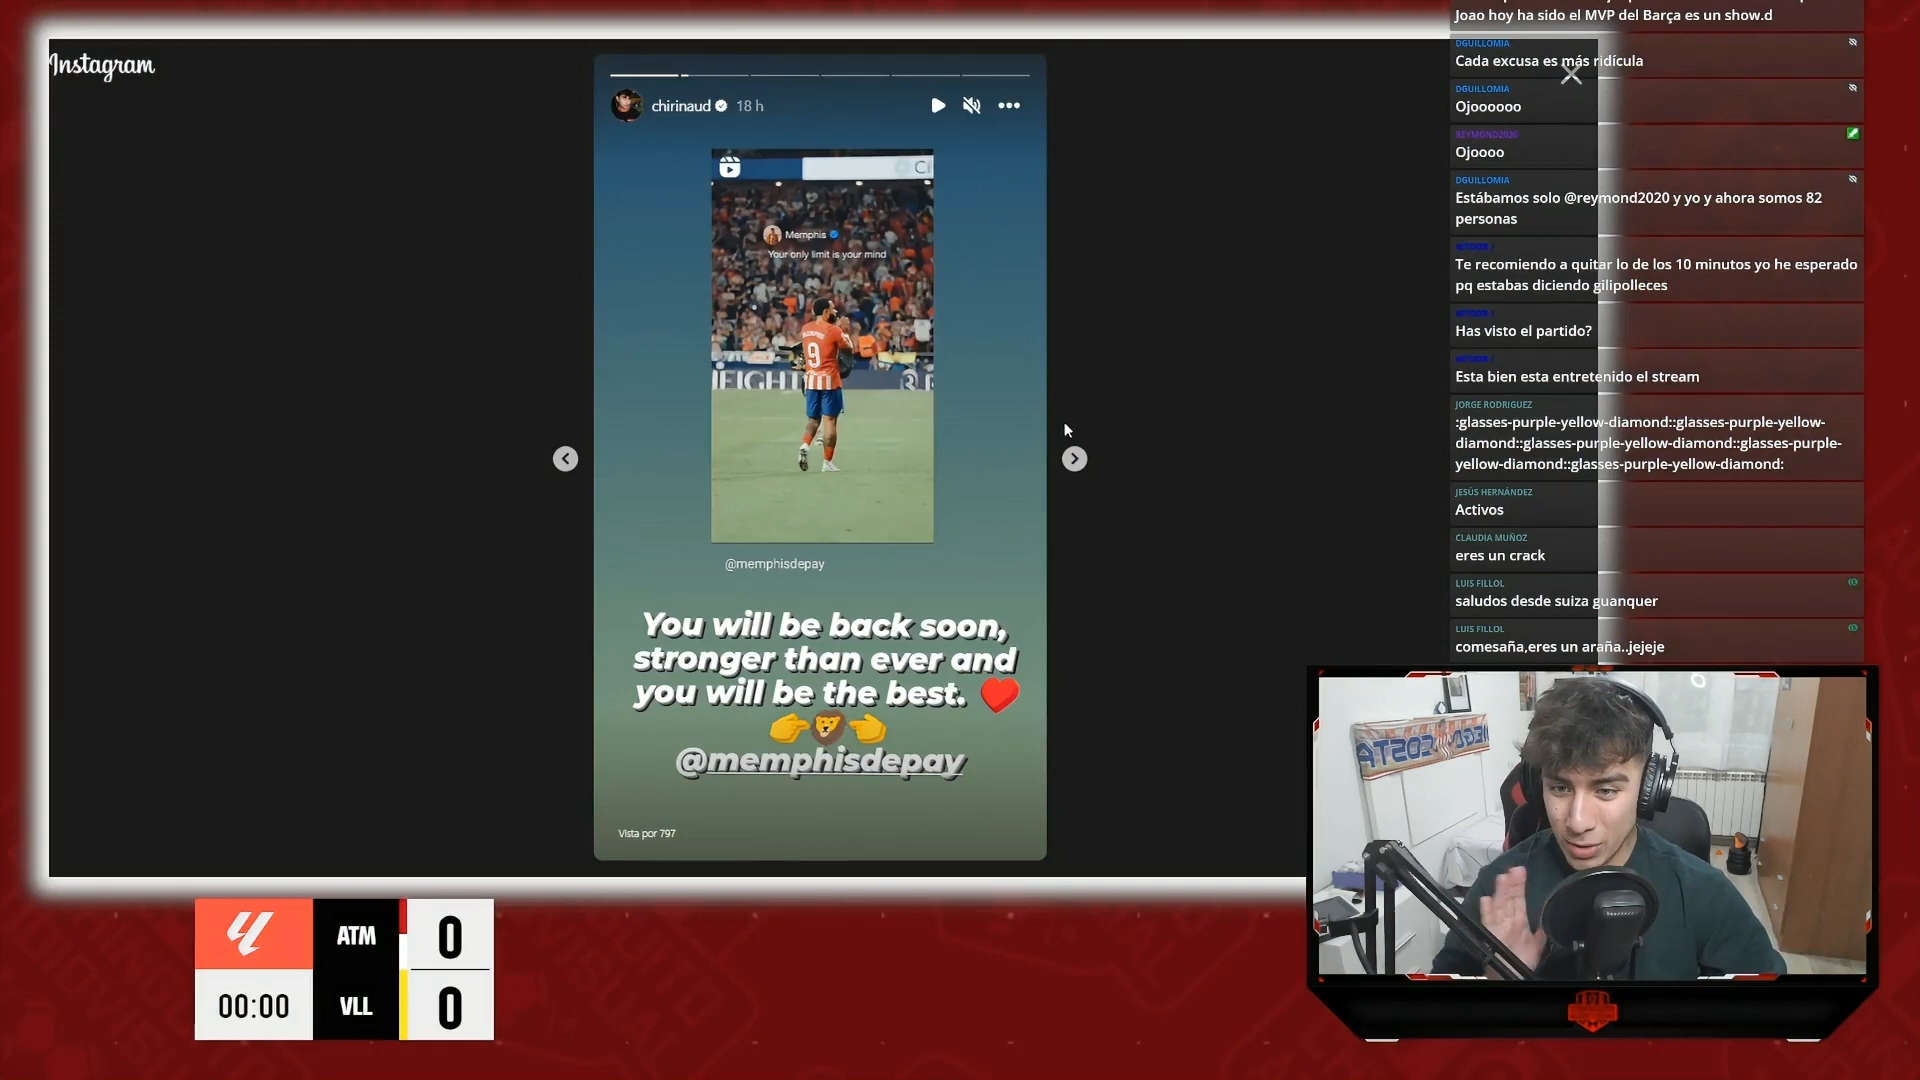 Instagram
chirinaud 18 h
Memphis
Your only limit is your mind
9
@memphisdepay
You will be back soon,
stronger than ever and
you will be the best. ❤️
👉🦁👈
@memphisdepay
Vista por 797
Joao hoy ha sido el MVP del Barça es un show.d
DGUILLOMIA
Cada excusa es más ridícula
DGUILLOMIA
Ojoooooo
REYMOND2020
Ojoooo
DGUILLOMIA
Estábamos solo @reymond2020 y yo y ahora somos 82
personas
Te recomiendo a quitar lo de los 10 minutos yo he esperado
pq estabas diciendo gilipolleces
Has visto el partido?
Esta bien esta entretenido el stream
JORGE RODRIGUEZ
:glasses-purple-yellow-diamond::glasses-purple-yellow-
diamond::glasses-purple-yellow-diamond::glasses-purple-
yellow-diamond::glasses-purple-yellow-diamond:
JESÚS HERNÁNDEZ
Activos
CLAUDIA MUÑOZ
eres un crack
LUIS FILLOL
saludos desde suiza guanquer
LUIS FILLOL
comesaña,eres un araña..jejeje
ATM 0
00:00 VLL 0